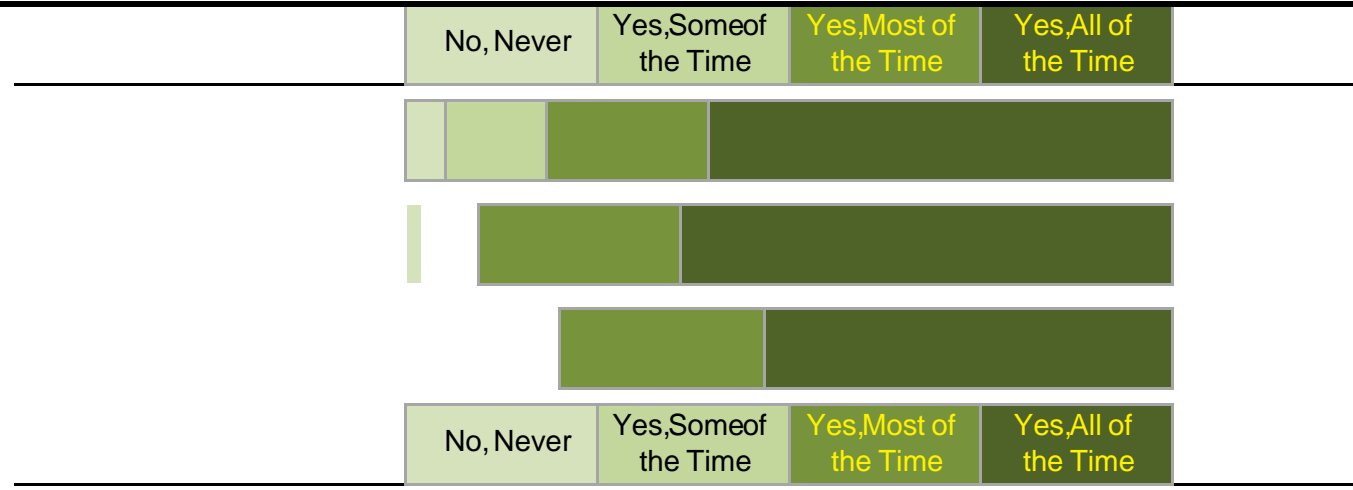 No, Never
Yes,Someof
the Time
Yes,Most of
the Time
Yes,All of
the Time
No, Never
Yes,Someof
the Time
Yes,Most of
the Time
Yes,All of
the Time